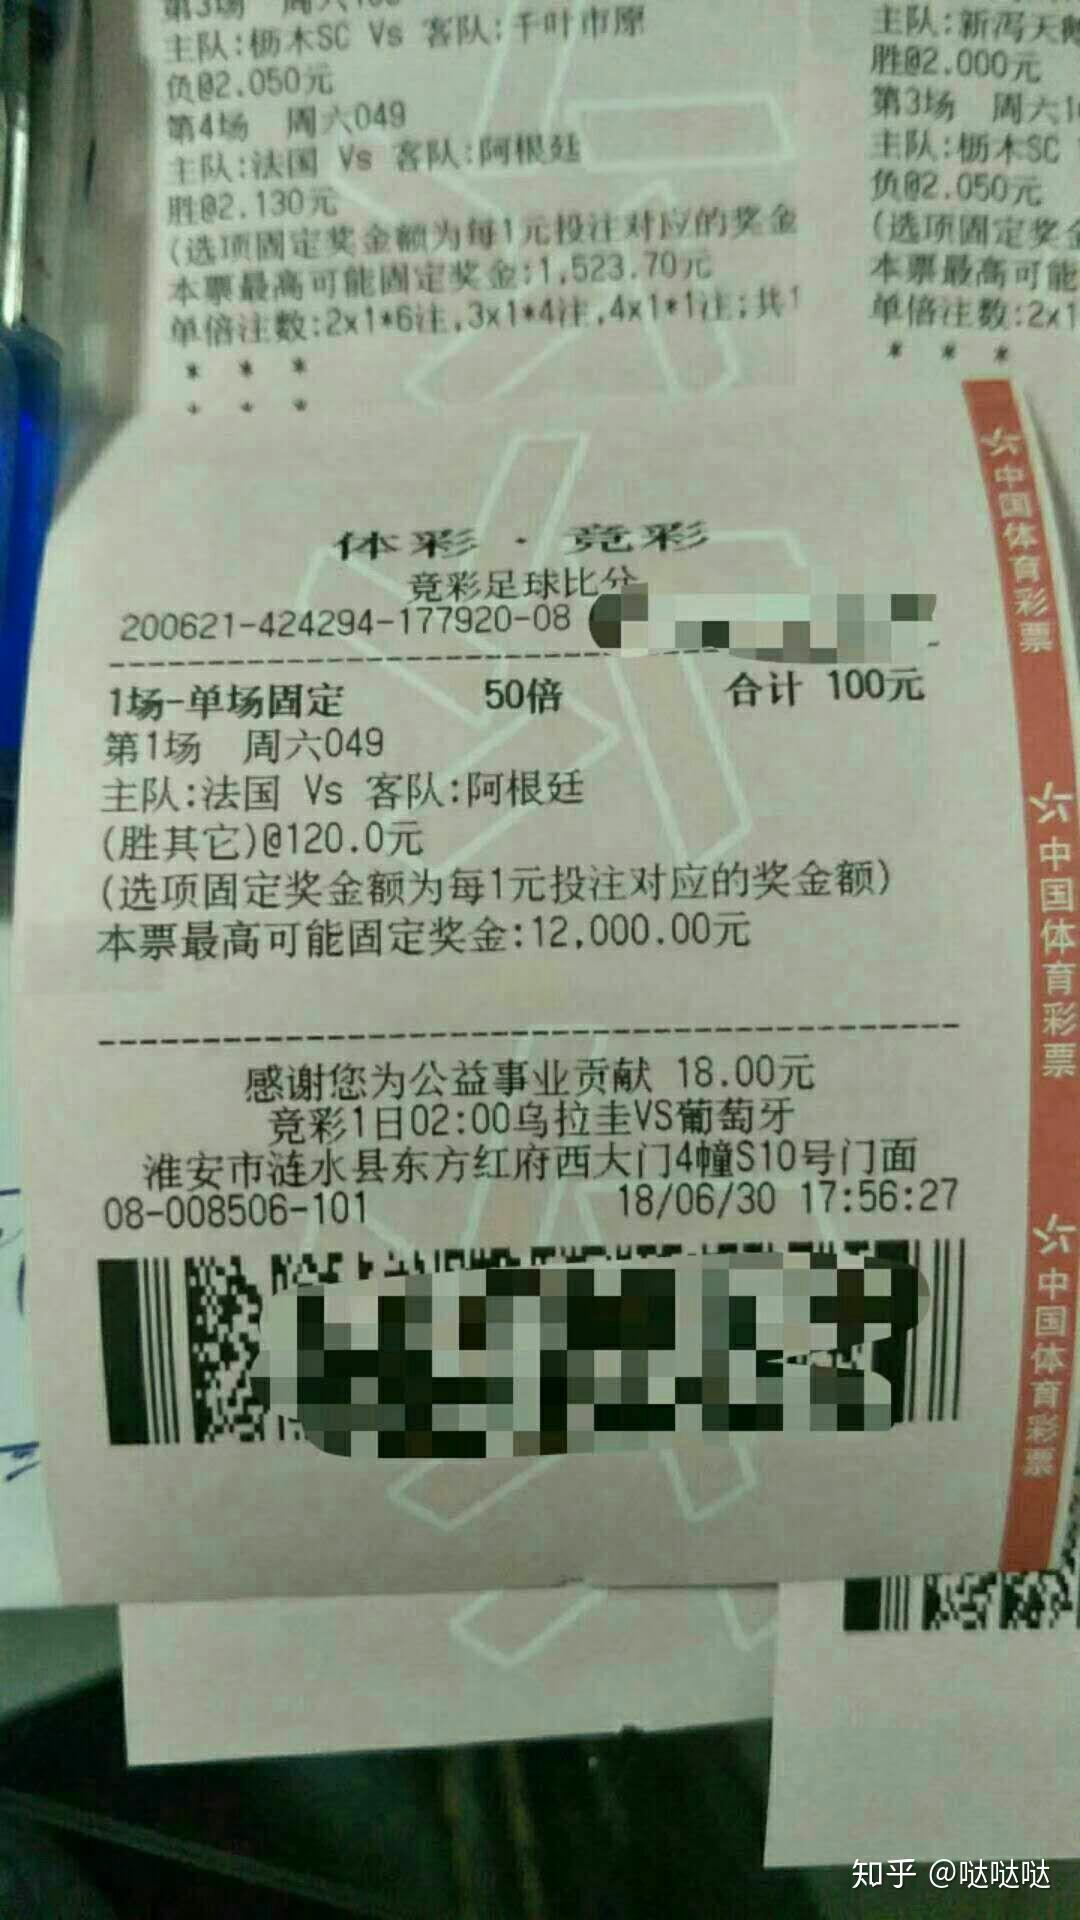 主队:枥木SC Vs 客队:千叶市原
负@2.050元
第4场 周六049
主队:法国 Vs 客队:阿根廷
胜@2.130元
(选项固定奖金额为每1元投注对应的奖金
本票最高可能固定奖金:1,523.70元
单倍注数:2x1*6注,3x1*4注,4x1*1注;共1
* * *
* * *
主队:新泻天鹅
胜@2.000元
第3场 周六1
主队:枥木SC
负@2.050元
(选项固定奖金
本票最高可能
单倍注数:2x1
* * *
体彩·竞彩
竞彩足球比分
200621-424294-177920-08
1场-单场固定 50倍 合计 100元
第1场 周六049
主队:法国 Vs 客队:阿根廷
(胜其它)@120.0元
(选项固定奖金额为每1元投注对应的奖金额)
本票最高可能固定奖金:12,000.00元
感谢您为公益事业贡献 18.00元
竞彩1日02:00乌拉圭VS葡萄牙
淮安市涟水县东方红府西大门4幢S10号门面
08-008506-101 18/06/30 17:56:27
中国体育彩票
中国体育彩票
中国体育彩票
知乎 @哒哒哒